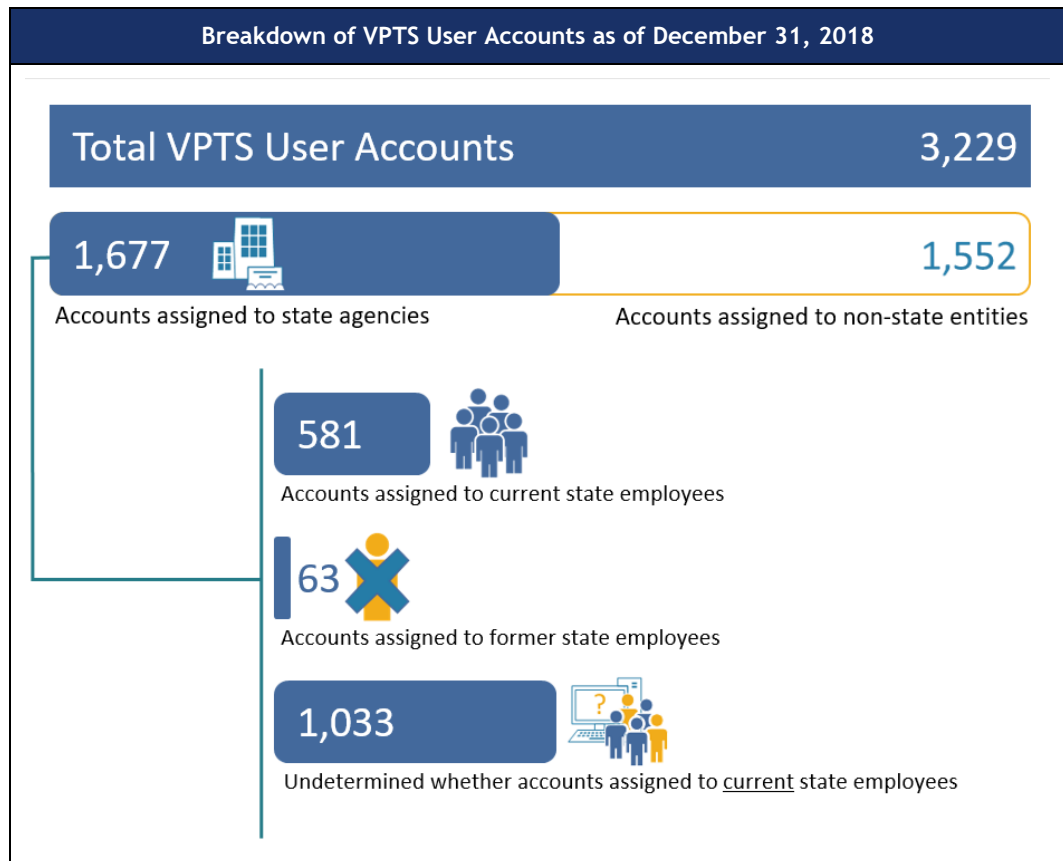 Breakdown of VPTS User Accounts as of December 31, 2018
Total VPTS User Accounts 3,229
1,677 1,552
Accounts assigned to state agencies Accounts assigned to non-state entities
581
Accounts assigned to current state employees
63
Accounts assigned to former state employees
?
1,033
Undetermined whether accounts assigned to current state employees